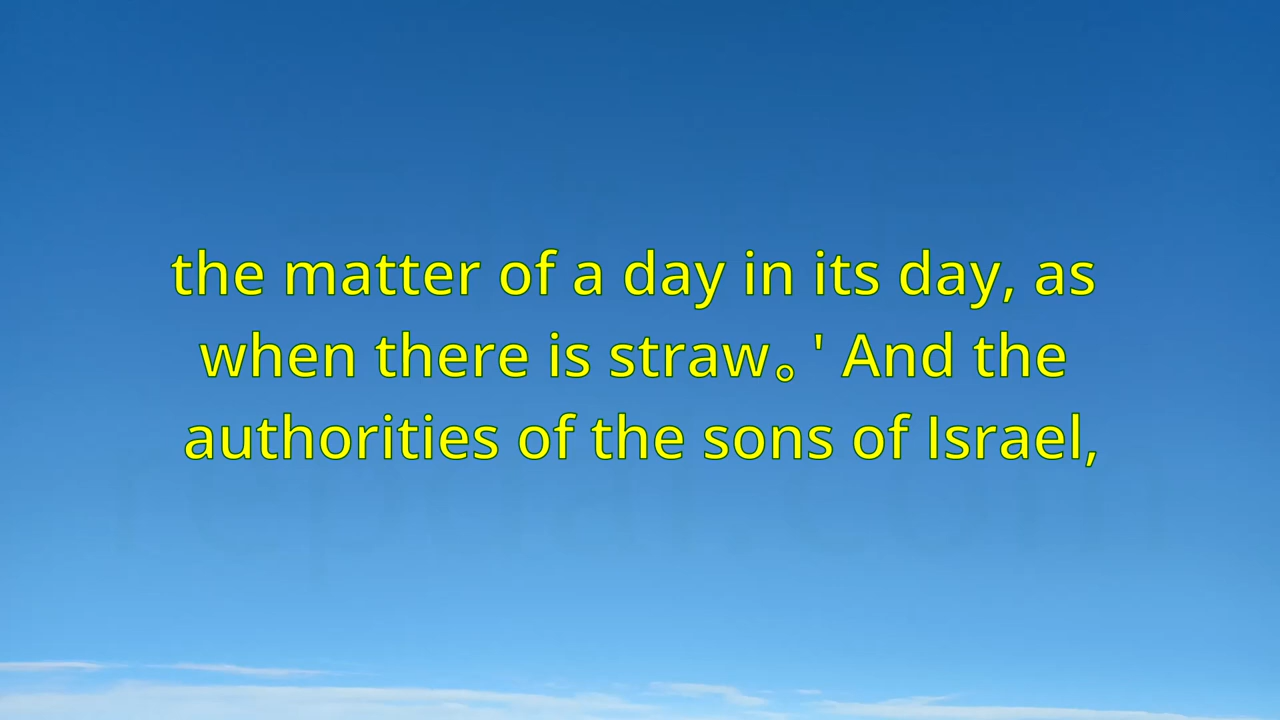 the matter of a day in its day, as
when there is straw。' And the
authorities of the sons of Israel,